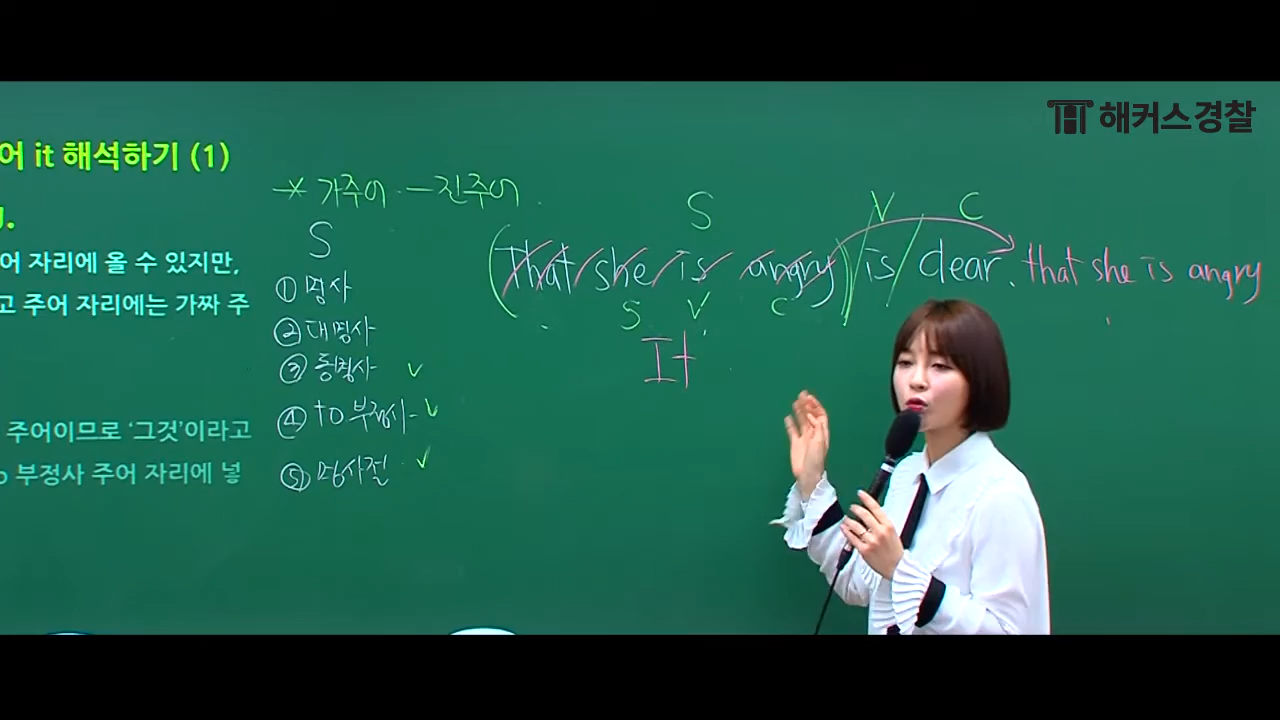 해커스경찰
어 it 해석하기 (1)
어 자리에 올 수 있지만,
고 주어 자리에는 가짜 주
주어이므로 '그것'이라고
부정사 주어 자리에 넣
* 가주어 - 진주어
S
① 명사
② 대명사
③ 동명사 ✓
④ to 부정사 ✓
⑤ 명사절 ✓
S V C
(That she is angry) is / clear. that she is angry
S V C
It